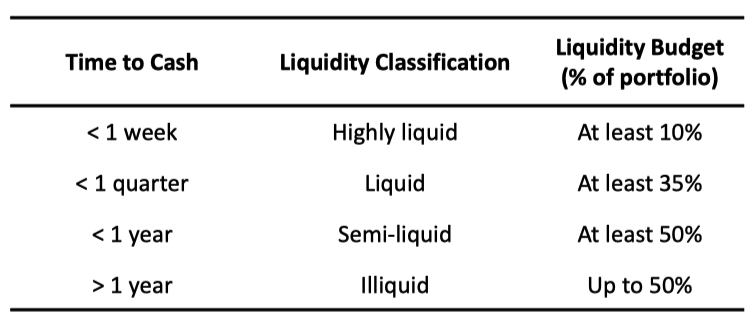 Time to Cash Liquidity Classification Liquidity Budget
(% of portfolio)
< 1 week Highly liquid At least 10%
< 1 quarter Liquid At least 35%
< 1 year Semi-liquid At least 50%
> 1 year Illiquid Up to 50%